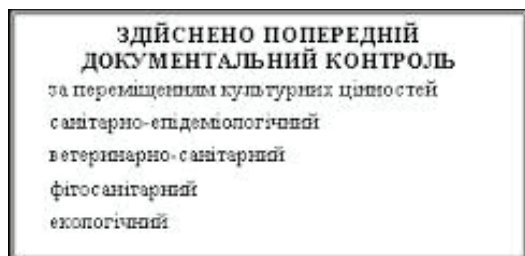 ЗДІЙСНЕНО ПОПЕРЕДНІЙ
ДОКУМЕНТАЛЬНИЙ КОНТРОЛЬ
за переміщенням культурних цінностей
санітарно-епідеміологічний
ветеринарно-санітарний
фітосанітарний
екологічний